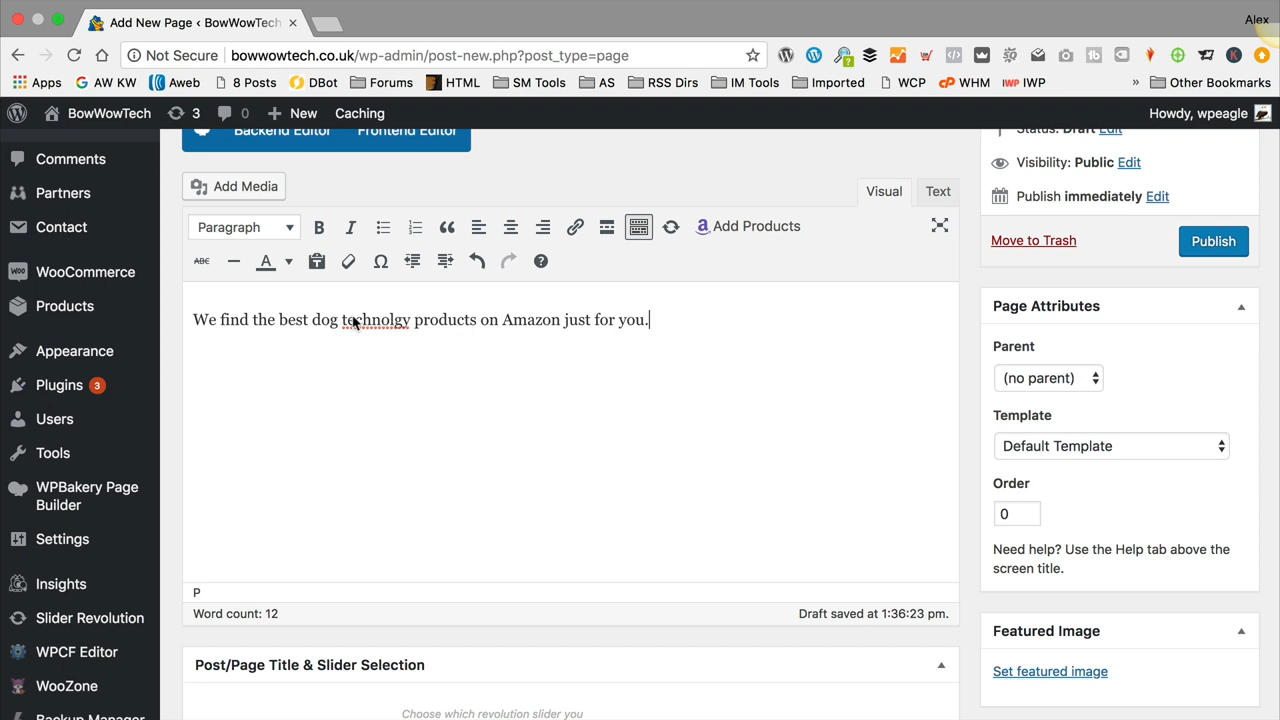 Alex
Add New Page ‹ BowWowTech
Not Secure bowwowtech.co.uk/wp-admin/post-new.php?post_type=page
Apps AW KW Aweb 8 Posts DBot Forums HTML SM Tools AS RSS Dirs IM Tools Imported WCP WHM IWP » Other Bookmarks
BowWowTech 3 0 New Caching Howdy, wpeagle
Comments
Partners
Contact
WooCommerce
Products
Appearance
Plugins 3
Users
Tools
WPBakery Page
Builder
Settings
Insights
Slider Revolution
WPCF Editor
WooZone
Backup Manager
Backend Editor Frontend Editor
Add Media
Visual Text
Paragraph B I Add Products
ABC A
We find the best dog technolgy products on Amazon just for you.
P
Word count: 12 Draft saved at 1:36:23 pm.
Post/Page Title & Slider Selection
Choose which revolution slider you
Status: Draft Edit
Visibility: Public Edit
Publish immediately Edit
Move to Trash Publish
Page Attributes
Parent
(no parent)
Template
Default Template
Order
0
Need help? Use the Help tab above the
screen title.
Featured Image
Set featured image